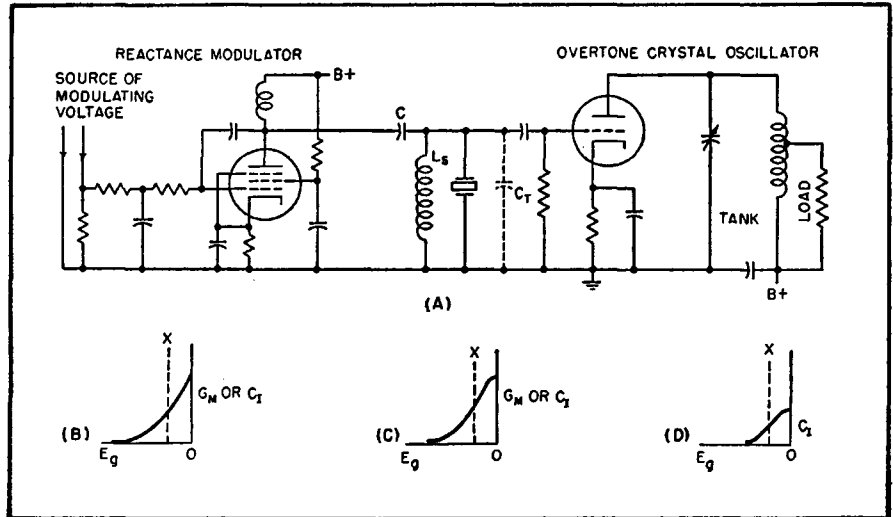 REACTANCE MODULATOR
OVERTONE CRYSTAL OSCILLATOR
SOURCE OF
MODULATING
VOLTAGE
B+
C
LS
CT
TANK
LOAD
B+
(A)
X
GM OR CI
(B)
Eg
O
X
GM OR CI
(C)
Eg
O
X
CI
(D)
Eg
O